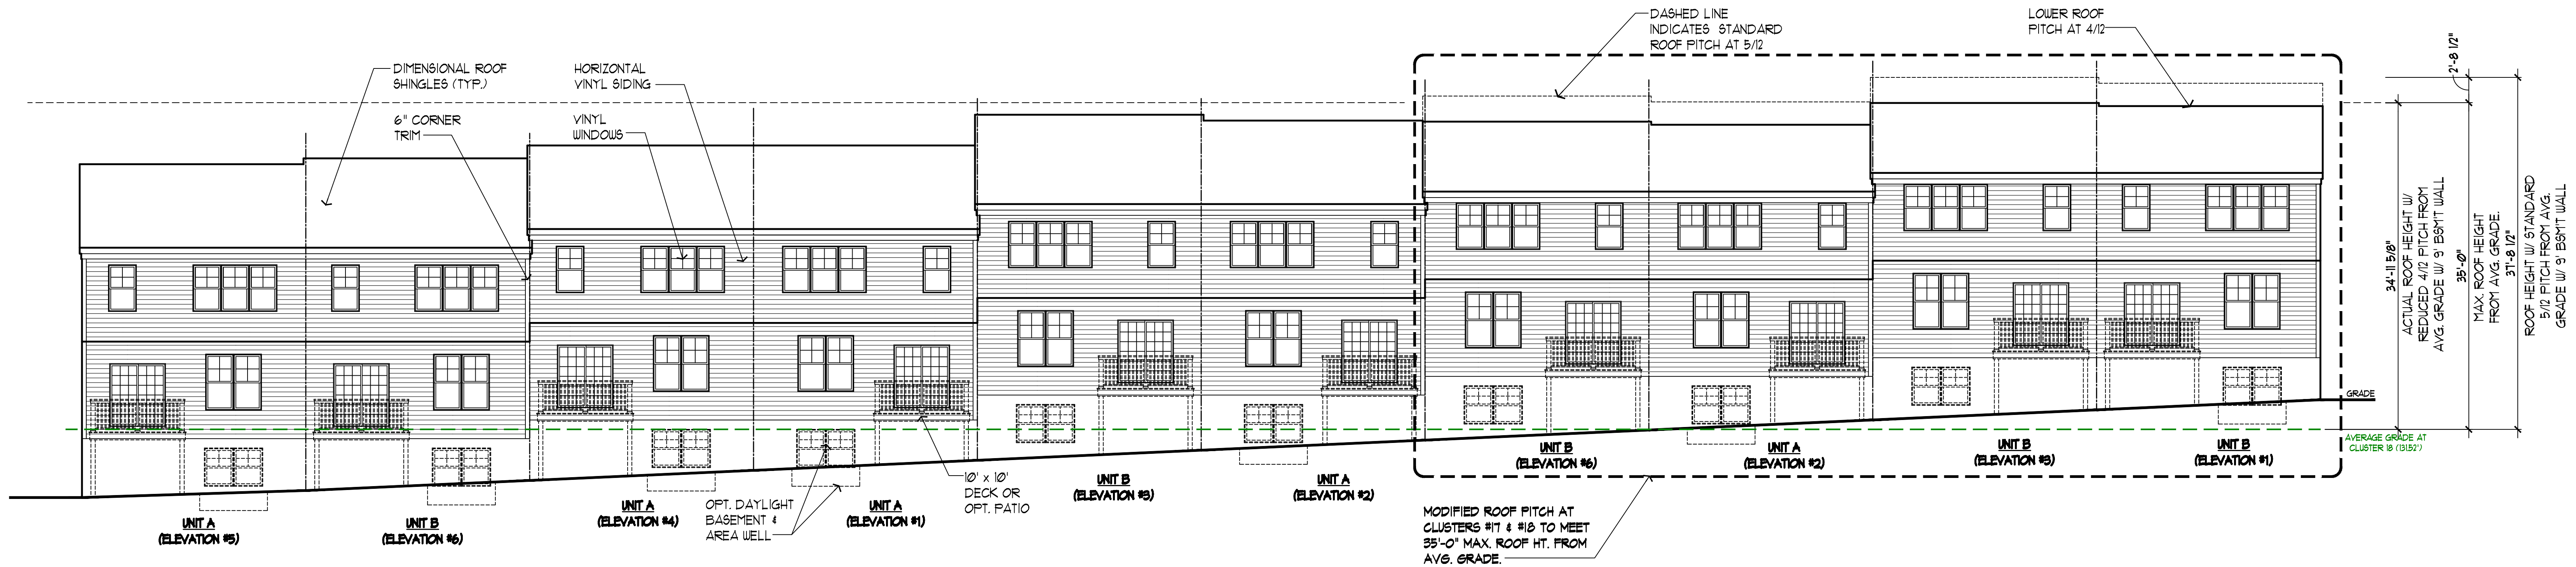 DASHED LINE
INDICATES STANDARD
ROOF PITCH AT 5/12
LOWER ROOF
PITCH AT 4/12
DIMENSIONAL ROOF
SHINGLES (TYP.)
HORIZONTAL
VINYL SIDING
6" CORNER
TRIM
VINYL
WINDOWS
2'-8 1/2"
34'-11 5/8"
ACTUAL ROOF HEIGHT W/
REDUCED 4/12 PITCH FROM
AVG. GRADE W/ 9' BSM'T WALL
35'-0"
MAX. ROOF HEIGHT
FROM AVG. GRADE.
37'-8 1/2"
ROOF HEIGHT W/ STANDARD
5/12 PITCH FROM AVG.
GRADE W/ 9' BSM'T WALL
GRADE
AVERAGE GRADE AT
CLUSTER 18 (131.52')
UNIT A
(ELEVATION #5)
UNIT B
(ELEVATION #6)
UNIT A
(ELEVATION #4)
OPT. DAYLIGHT
BASEMENT &
AREA WELL
UNIT A
(ELEVATION #1)
10' x 10'
DECK OR
OPT. PATIO
UNIT B
(ELEVATION #3)
UNIT A
(ELEVATION #2)
UNIT B
(ELEVATION #6)
UNIT A
(ELEVATION #2)
UNIT B
(ELEVATION #3)
UNIT B
(ELEVATION #1)
MODIFIED ROOF PITCH AT
CLUSTERS #17 & #18 TO MEET
35'-0" MAX. ROOF HT. FROM
AVG. GRADE.